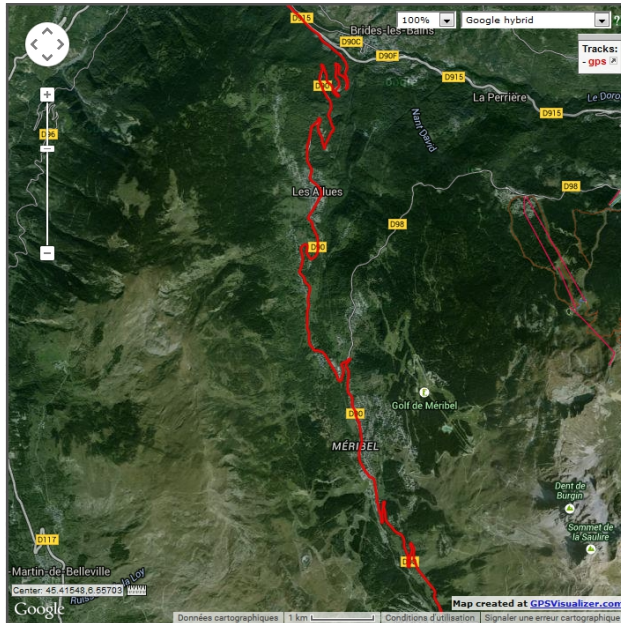 D915
100%
Google hybrid
?
Brides-les-Bains
D90C
D90F
Tracks:
- gps
D915
D90
La Perrière
Le Doro
D915
Nant David
D96
Les Allues
D98
D98
D90
Golf de Méribel
D90
MÉRIBEL
Dent de
Burgin
Sommet de
la Saulire
D117
-Martin-de-Belleville
Center: 45.41548,6.55703
Google
Map created at GPSVisualizer.com
Données cartographiques
1 km
Conditions d'utilisation
Signaler une erreur cartographique